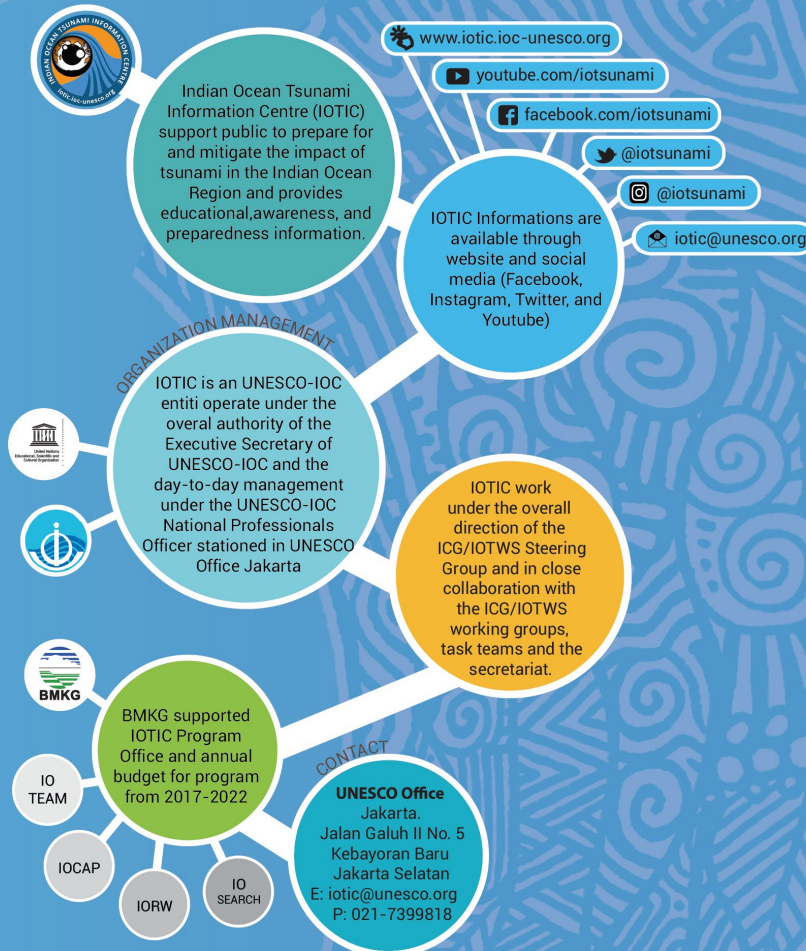 INDIAN OCEAN TSUNAMI INFORMATION CENTRE
iotic.ioc-unesco.org
Indian Ocean Tsunami
Information Centre (IOTIC)
support public to prepare for
and mitigate the impact of
tsunami in the Indian Ocean
Region and provides
educational,awareness, and
preparedness information.
www.iotic.ioc-unesco.org
youtube.com/iotsunami
facebook.com/iotsunami
@iotsunami
@iotsunami
iotic@unesco.org
IOTIC Informations are
available through
website and social
media (Facebook,
Instagram, Twitter, and
Youtube)
ORGANIZATION MANAGEMENT
IOTIC is an UNESCO-IOC
entiti operate under the
overal authority of the
Executive Secretary of
UNESCO-IOC and the
day-to-day management
under the UNESCO-IOC
National Professionals
Officer stationed in UNESCO
Office Jakarta
United Nations
Educational, Scientific and
Cultural Organization
IOTIC work
under the overall
direction of the
ICG/IOTWS Steering
Group and in close
collaboration with
the ICG/IOTWS
working groups,
task teams and the
secretariat.
BMKG
BMKG supported
IOTIC Program
Office and annual
budget for program
from 2017-2022
IO
TEAM
IOCAP
IORW
IO
SEARCH
CONTACT
UNESCO Office
Jakarta.
Jalan Galuh II No. 5
Kebayoran Baru
Jakarta Selatan
E: iotic@unesco.org
P: 021-7399818